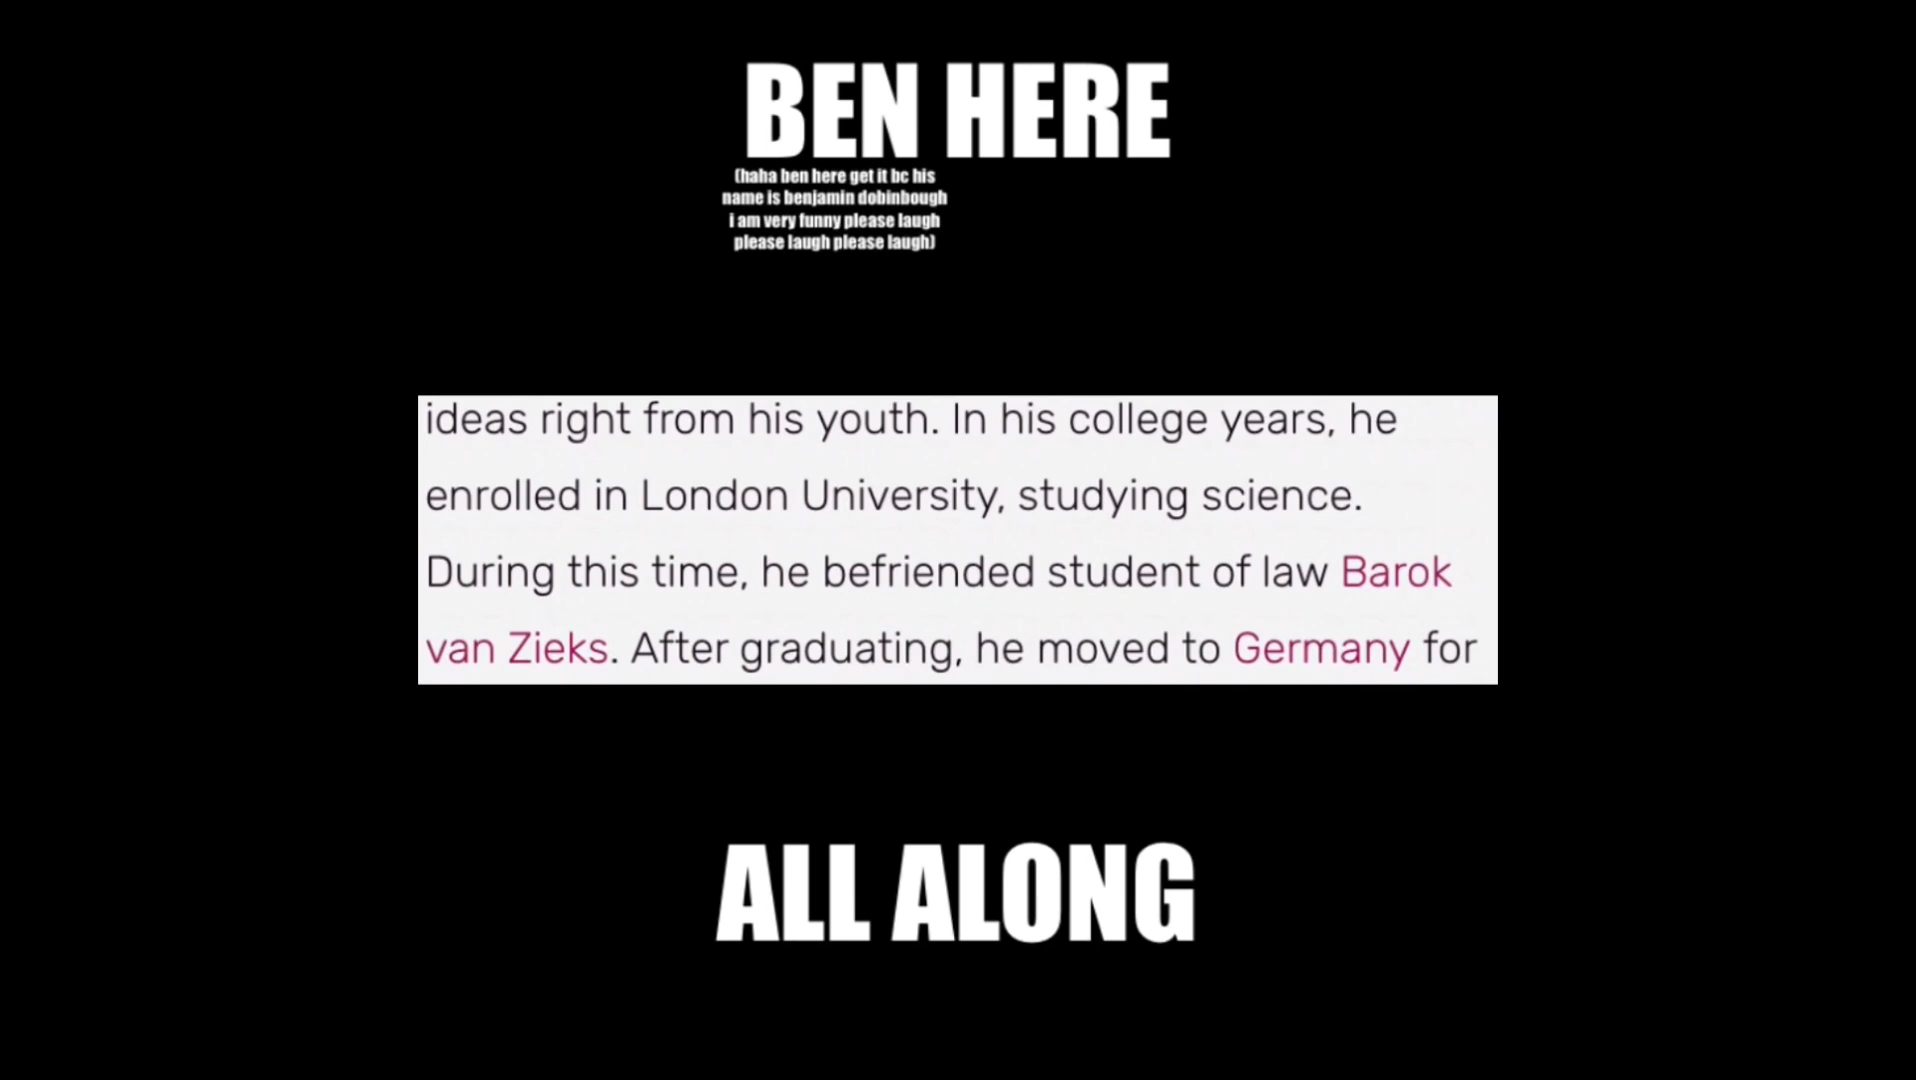 BEN HERE
(haha ben here get it bc his
name is benjamin dobinbough
i am very funny please laugh
please laugh please laugh)
ideas right from his youth. In his college years, he
enrolled in London University, studying science.
During this time, he befriended student of law Barok
van Zieks. After graduating, he moved to Germany for
ALL ALONG